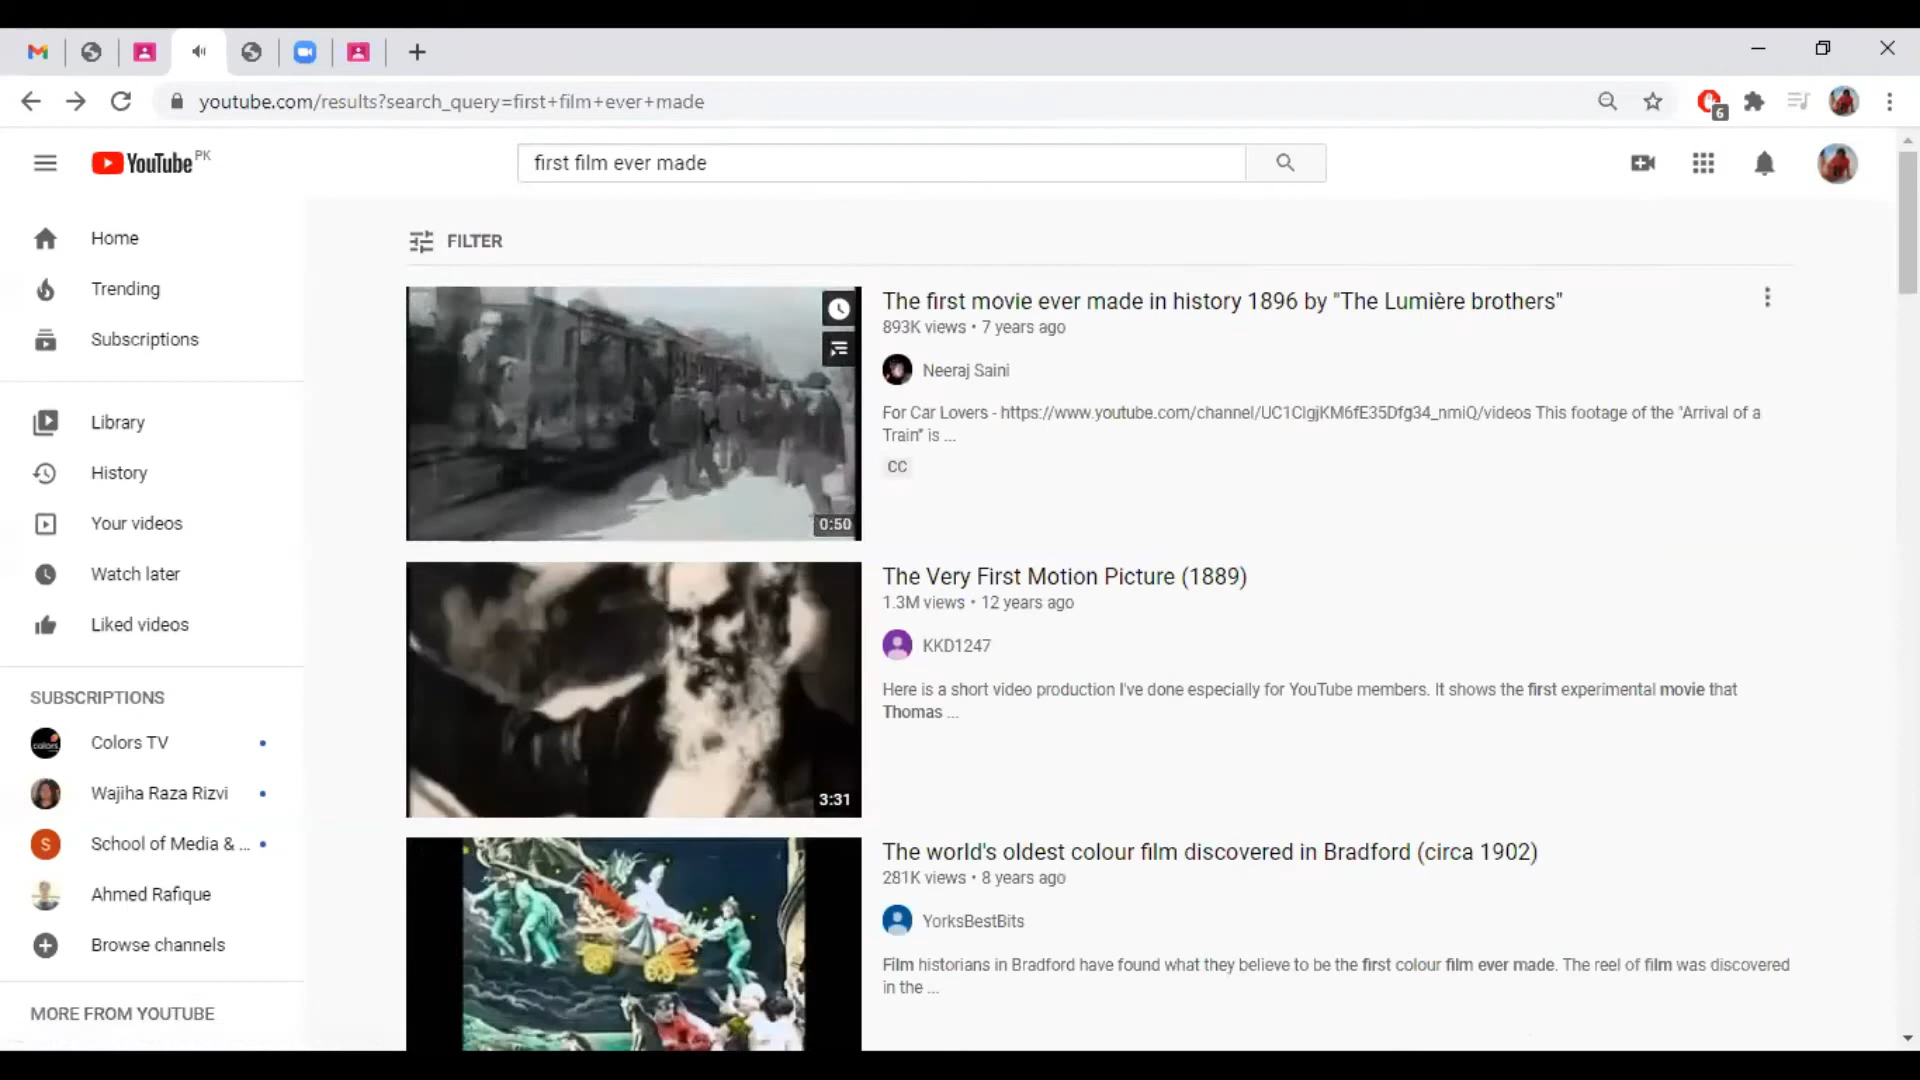 youtube.com/results?search_query=first+film+ever+made
6
YouTube PK
first film ever made
Home
Trending
Subscriptions
Library
History
Your videos
Watch later
Liked videos
SUBSCRIPTIONS
Colors TV
Wajiha Raza Rizvi
S School of Media & ...
Ahmed Rafique
Browse channels
MORE FROM YOUTUBE
FILTER
0:50
The first movie ever made in history 1896 by "The Lumière brothers"
893K views • 7 years ago
Neeraj Saini
For Car Lovers - https://www.youtube.com/channel/UC1ClgjKM6fE35Dfg34_nmiQ/videos This footage of the "Arrival of a
Train" is ...
CC
3:31
The Very First Motion Picture (1889)
1.3M views • 12 years ago
KKD1247
Here is a short video production I've done especially for YouTube members. It shows the first experimental movie that
Thomas ...
The world's oldest colour film discovered in Bradford (circa 1902)
281K views • 8 years ago
YorksBestBits
Film historians in Bradford have found what they believe to be the first colour film ever made. The reel of film was discovered
in the ...